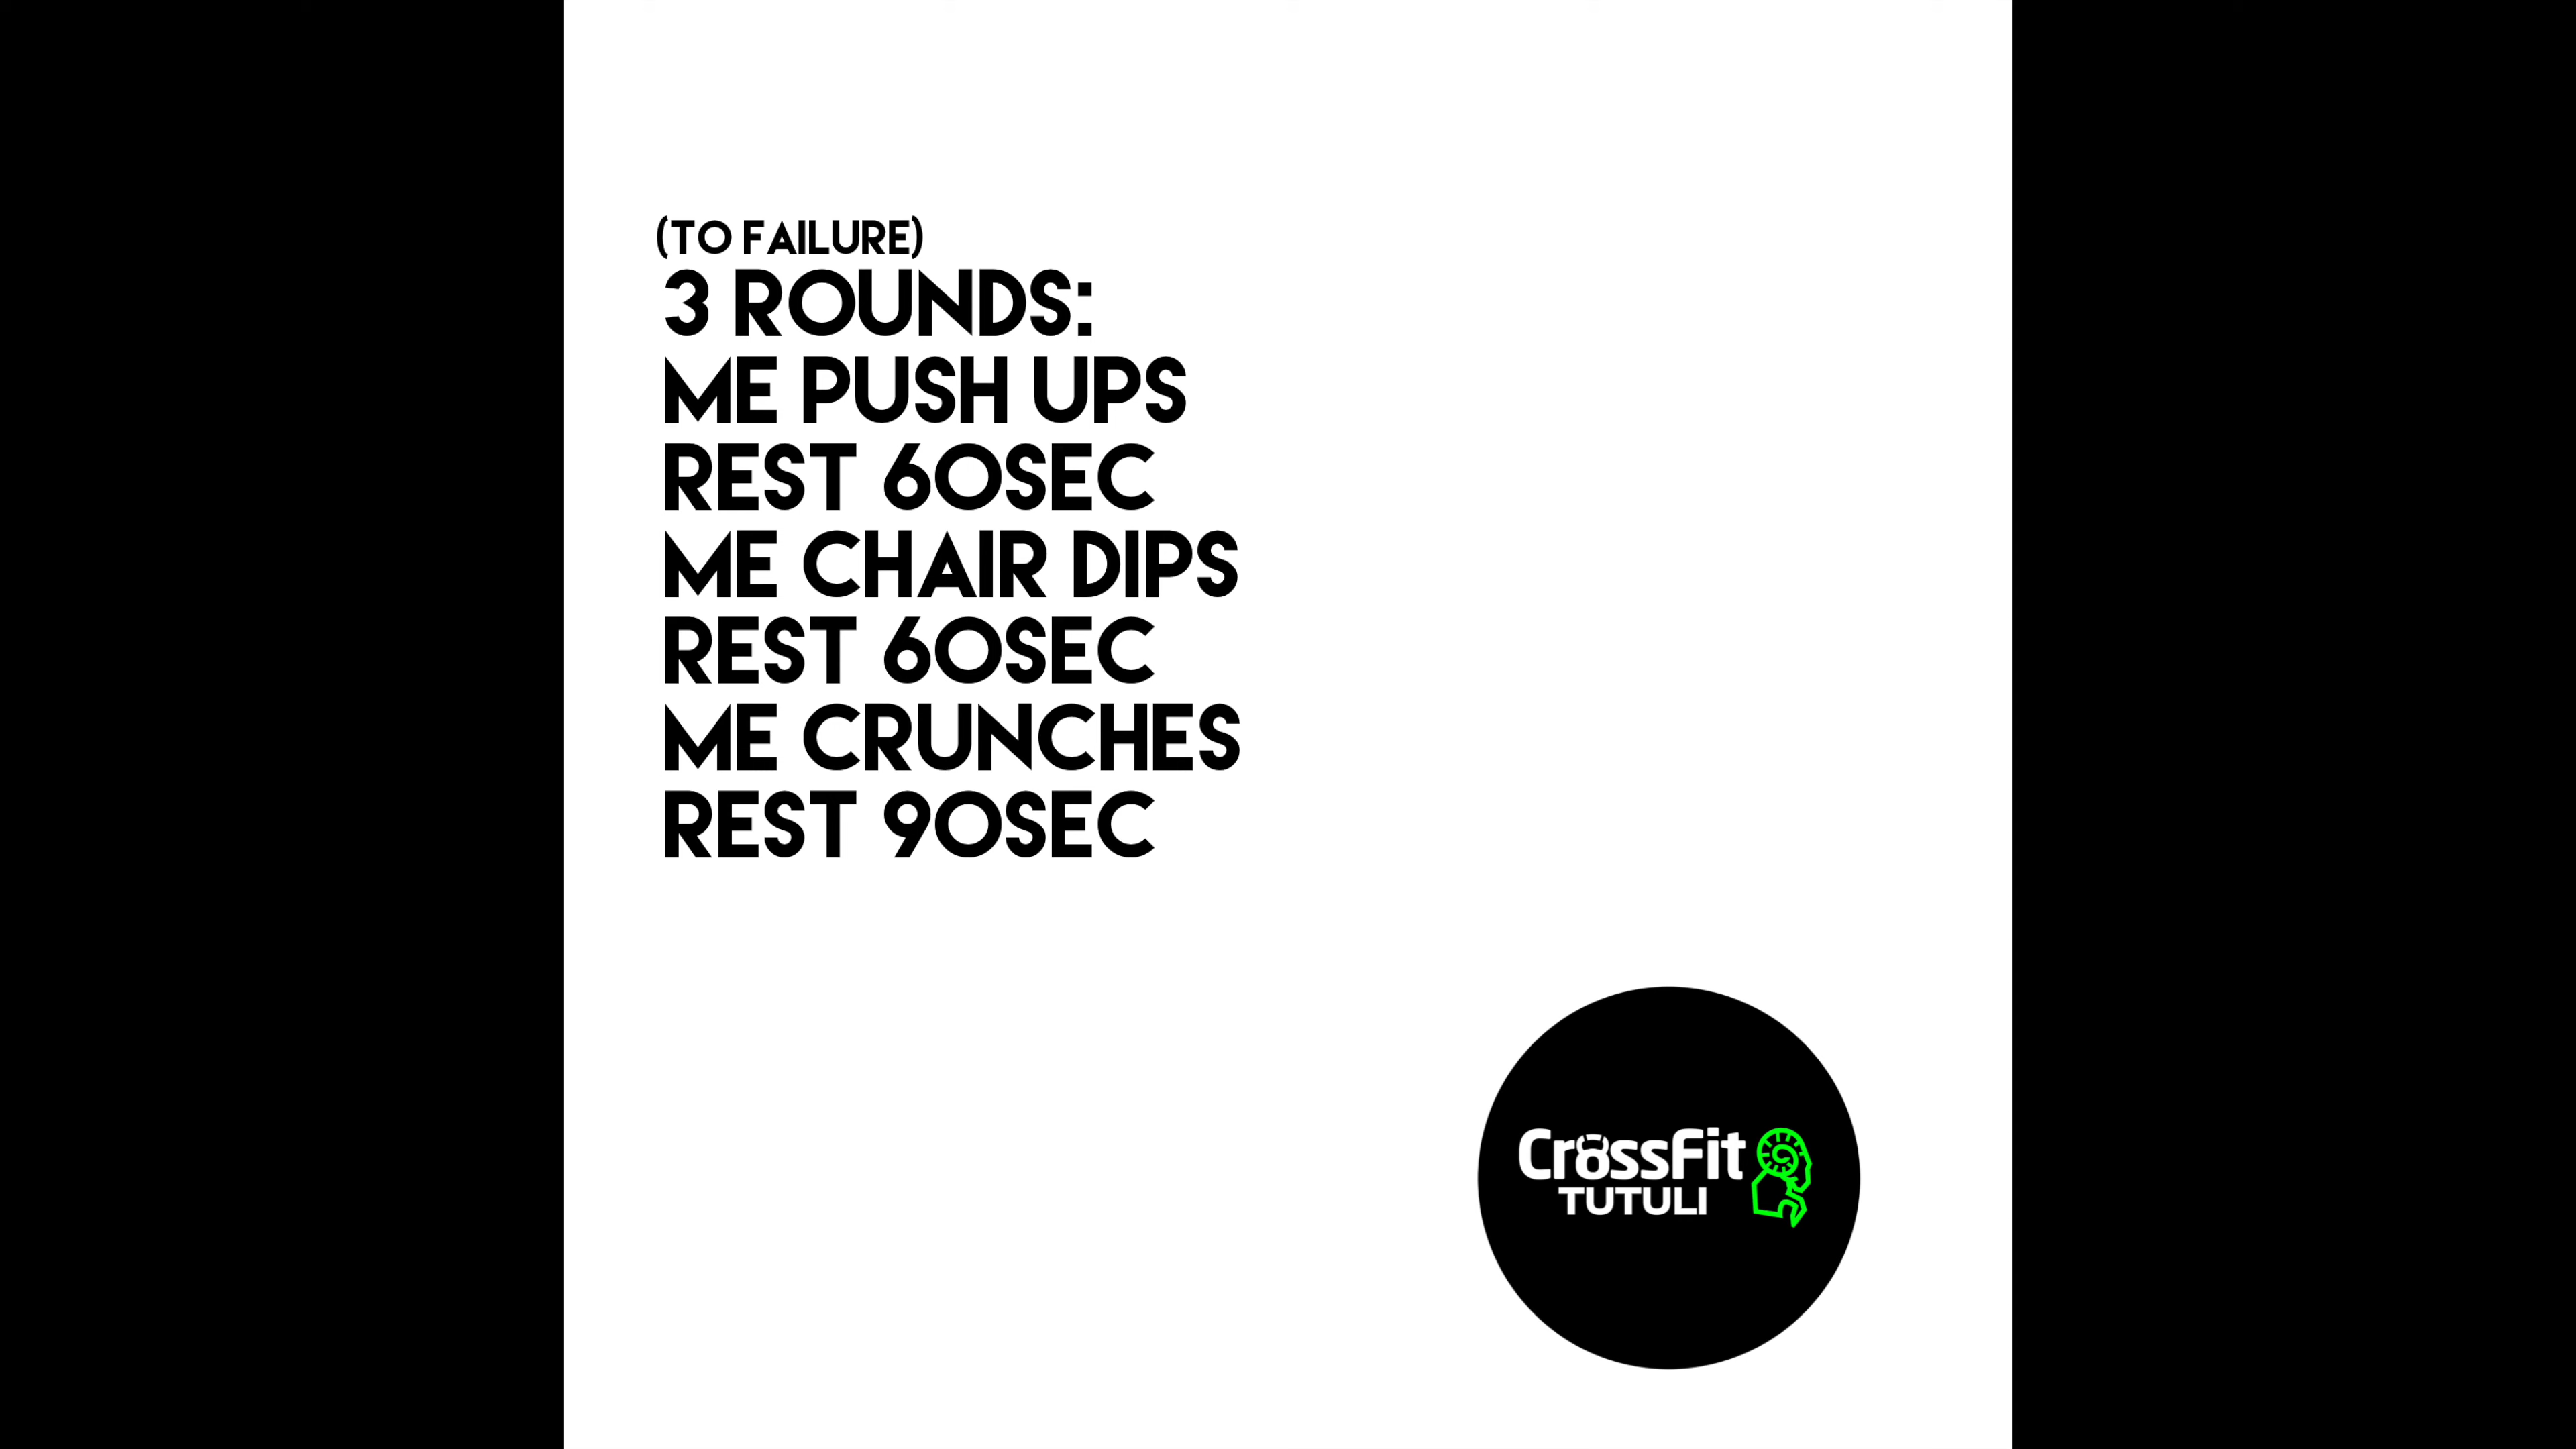 (TO FAILURE)
3 ROUNDS:
ME PUSH UPS
REST 60SEC
ME CHAIR DIPS
REST 60SEC
ME CRUNCHES
REST 90SEC
CrossFit
TUTULI